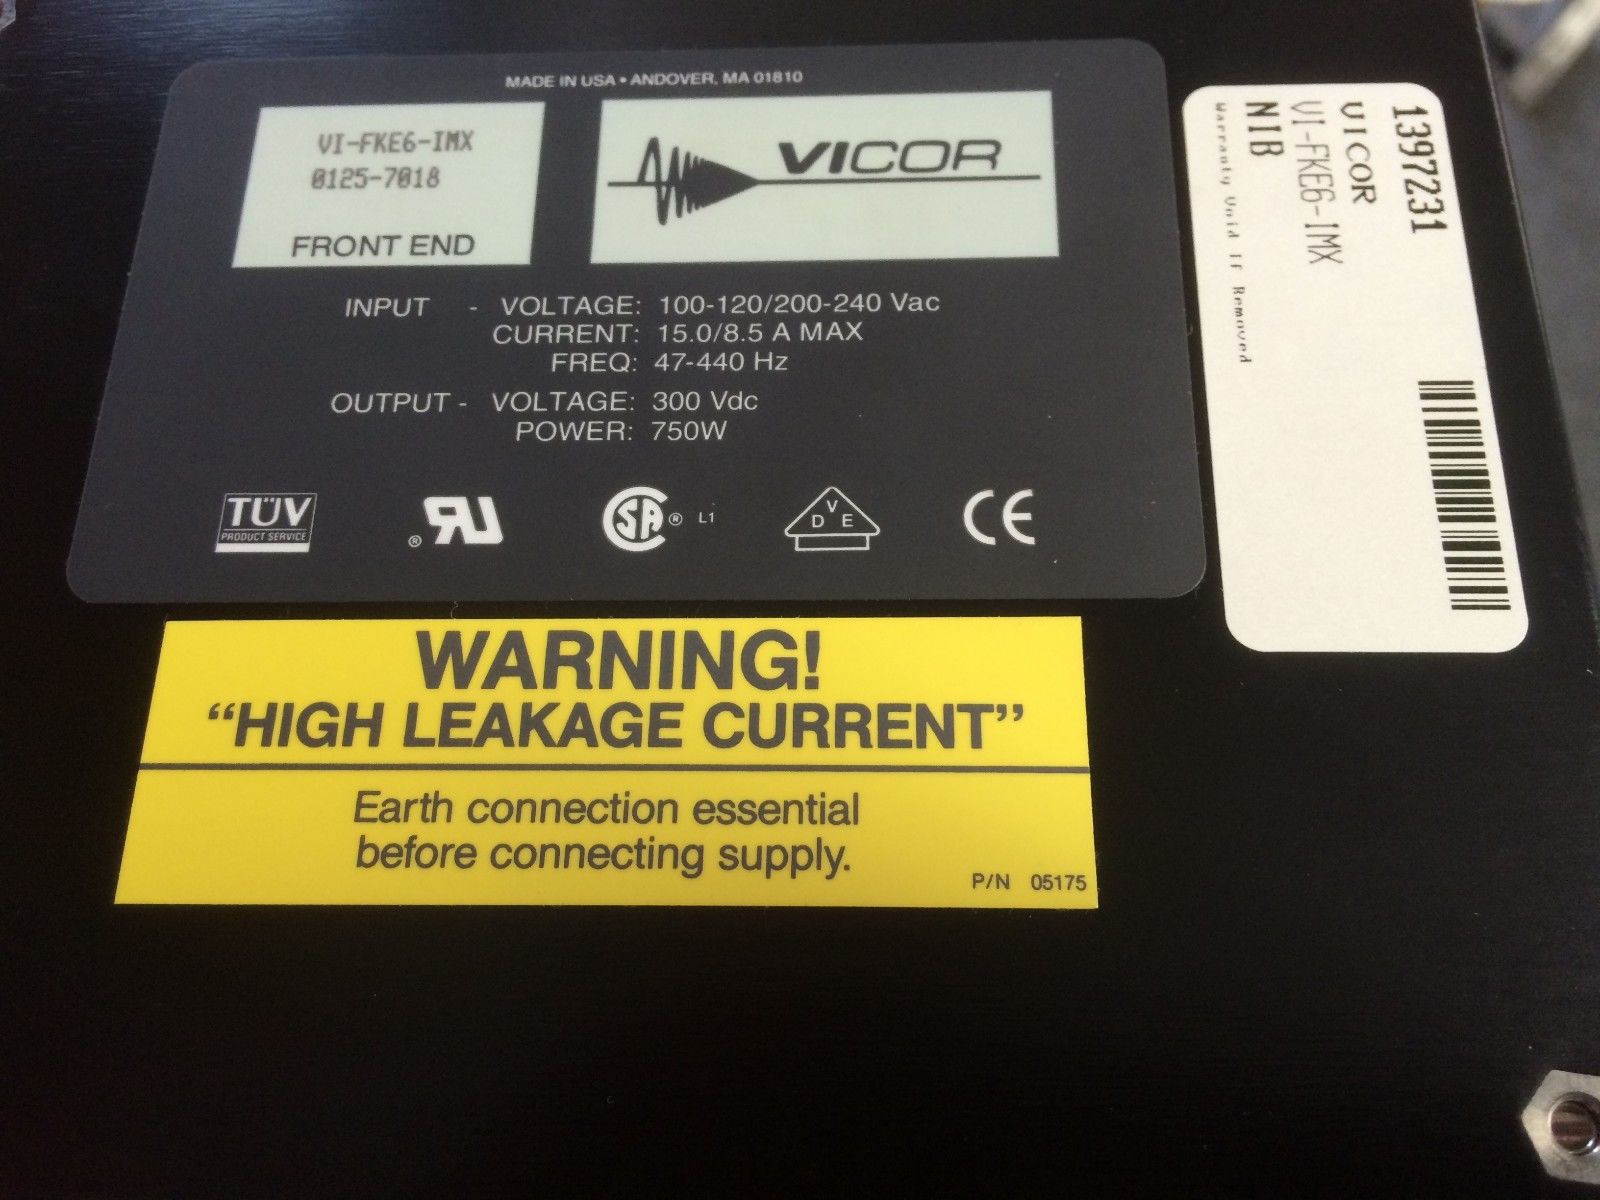 MADE IN USA • ANDOVER, MA 01810
VI-FKE6-IMX
0125-7018
FRONT END
VICOR
INPUT - VOLTAGE: 100-120/200-240 Vac
CURRENT: 15.0/8.5 A MAX
FREQ: 47-440 Hz
OUTPUT - VOLTAGE: 300 Vdc
POWER: 750W
TÜV
PRODUCT SERVICE
® RU
SA ® L1
V
D E
CE
WARNING!
“HIGH LEAKAGE CURRENT”
Earth connection essential
before connecting supply.
P/N 05175
1397231
VICOR
VI-FKE6-IMX
NIB
Warranty Void If Removed